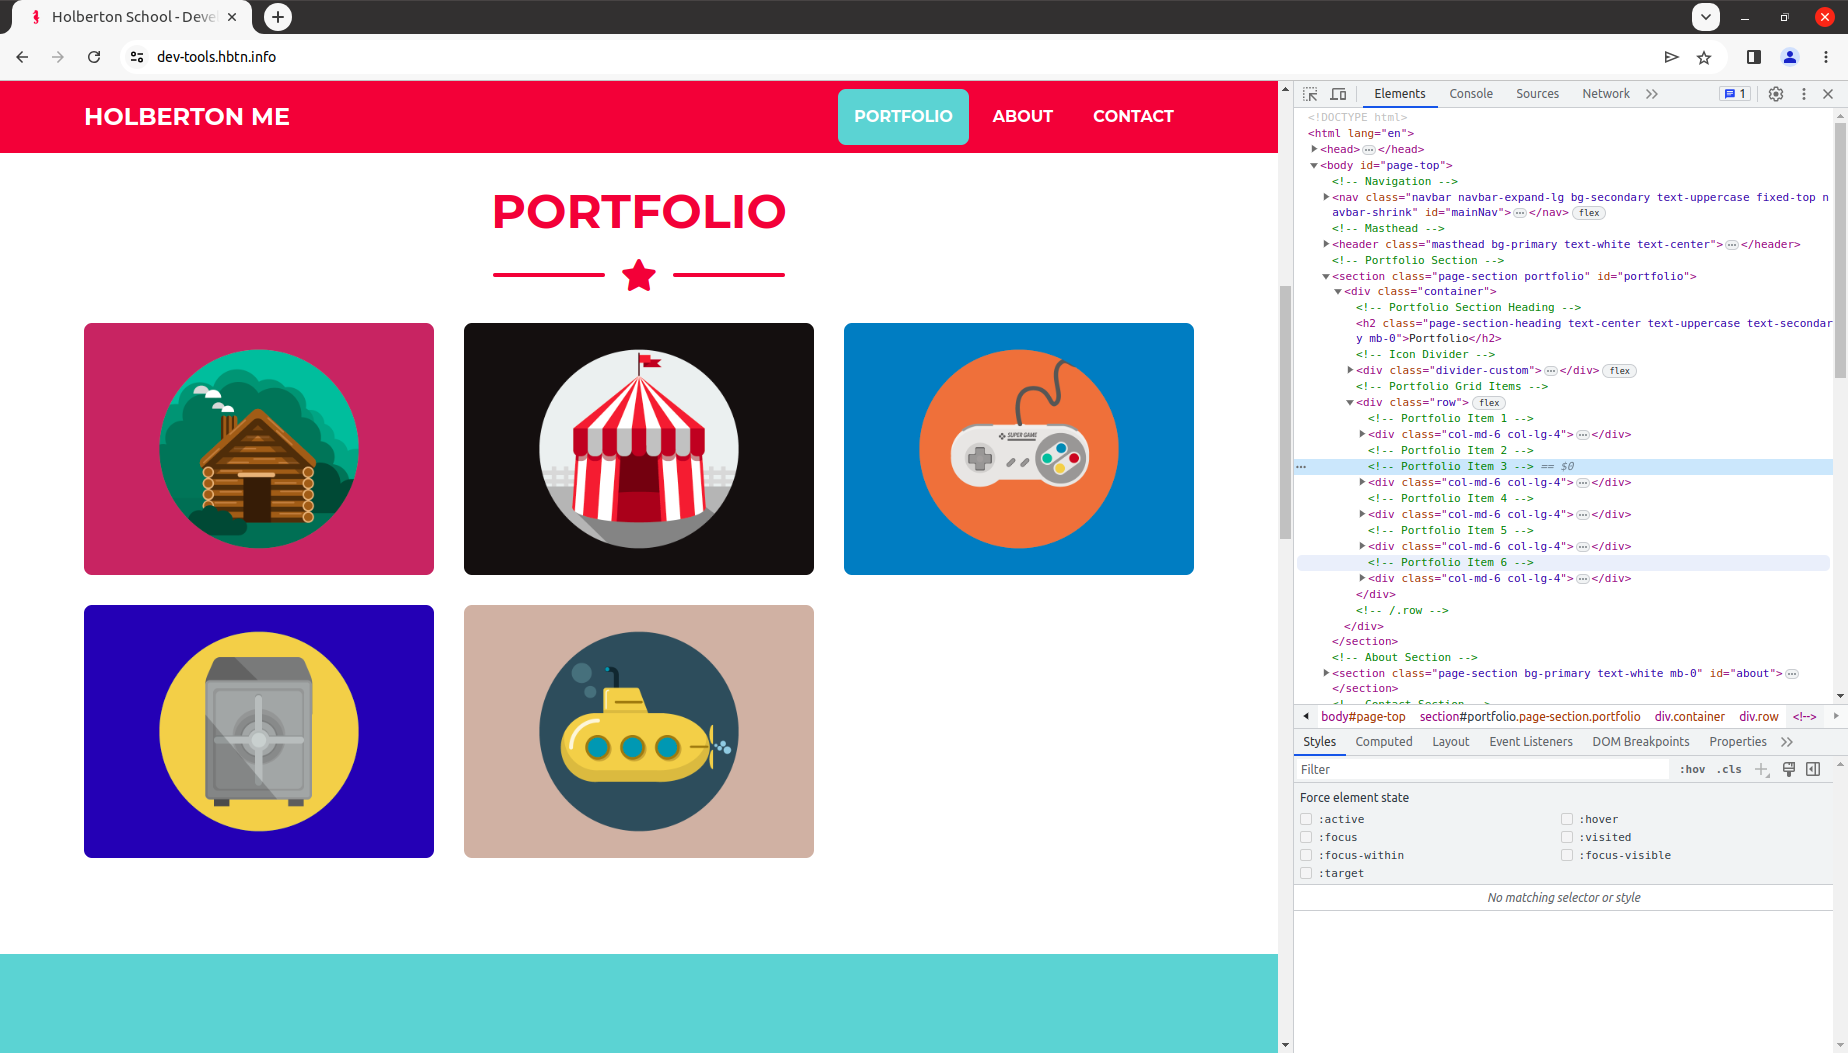 Holberton School - Deve
dev-tools.hbtn.info
HOLBERTON ME
PORTFOLIO
ABOUT
CONTACT
PORTFOLIO
SUPER GAME
Elements
Console
Sources
Network
1
<!DOCTYPE html>
<html lang="en">
<head>…</head>
<body id="page-top">
<!-- Navigation -->
<nav class="navbar navbar-expand-lg bg-secondary text-uppercase fixed-top n
avbar-shrink" id="mainNav">…</nav> flex
<!-- Masthead -->
<header class="masthead bg-primary text-white text-center">…</header>
<!-- Portfolio Section -->
<section class="page-section portfolio" id="portfolio">
<div class="container">
<!-- Portfolio Section Heading -->
<h2 class="page-section-heading text-center text-uppercase text-secondar
y mb-0">Portfolio</h2>
<!-- Icon Divider -->
<div class="divider-custom">…</div> flex
<!-- Portfolio Grid Items -->
<div class="row"> flex
<!-- Portfolio Item 1 -->
<div class="col-md-6 col-lg-4">…</div>
<!-- Portfolio Item 2 -->
<!-- Portfolio Item 3 --> == $0
<div class="col-md-6 col-lg-4">…</div>
<!-- Portfolio Item 4 -->
<div class="col-md-6 col-lg-4">…</div>
<!-- Portfolio Item 5 -->
<div class="col-md-6 col-lg-4">…</div>
<!-- Portfolio Item 6 -->
<div class="col-md-6 col-lg-4">…</div>
</div>
<!-- /.row -->
</div>
</section>
<!-- About Section -->
<section class="page-section bg-primary text-white mb-0" id="about">…
</section>
<!-- Contact Section -->
body#page-top section#portfolio.page-section.portfolio div.container div.row <!-->
Styles
Computed
Layout
Event Listeners
DOM Breakpoints
Properties
Filter
:hov .cls
Force element state
:active
:hover
:focus
:visited
:focus-within
:focus-visible
:target
No matching selector or style